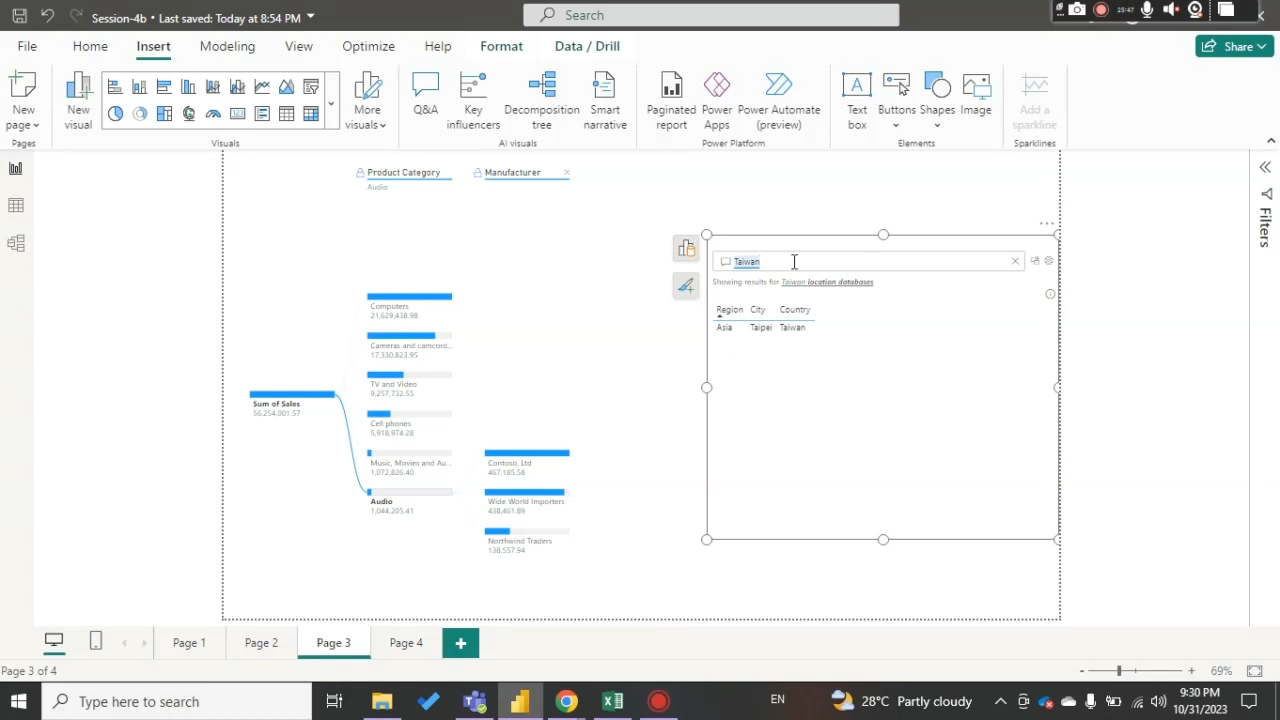 Session-4b • Last saved: Today at 8:54 PM
Search
15:47
File Home Insert Modeling View Optimize Help Format Data / Drill
Share
New page
New visual
More visuals
Q&A
Key influencers
Decomposition tree
Smart narrative
Paginated report
Power Apps
Power Automate (preview)
Text box
Buttons
Shapes
Image
Add a sparkline
Pages Visuals AI visuals Power Platform Elements Sparklines
Product Category Manufacturer
Audio
Taiwan
Showing results for Taiwan location databases
Region City Country
Asia Taipei Taiwan
Computers
21,629,438.98
Cameras and camcord...
17,330,823.95
TV and Video
9,257,732.55
Sum of Sales
56,254,001.57
Cell phones
5,918,974.28
Music, Movies and Au...
1,072,826.40
Audio
1,044,205.41
Contoso, Ltd
467,185.58
Wide World Importers
438,461.89
Northwind Traders
138,557.94
Filters
Page 1 Page 2 Page 3 Page 4
Page 3 of 4
69%
Type here to search
EN
28°C Partly cloudy
9:30 PM
10/31/2023